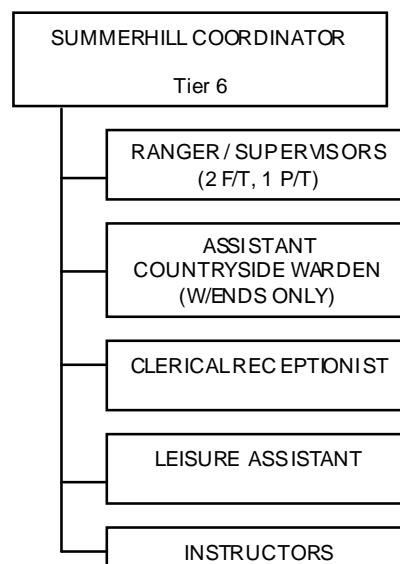 SUMMERHILL COORDINATOR
Tier 6
RANGER / SUPERVISORS
(2 F/T, 1 P/T)
ASSISTANT
COUNTRYSIDE WARDEN
(W/ENDS ONLY)
CLERICAL RECEPTIONIST
LEISURE ASSISTANT
INSTRUCTORS